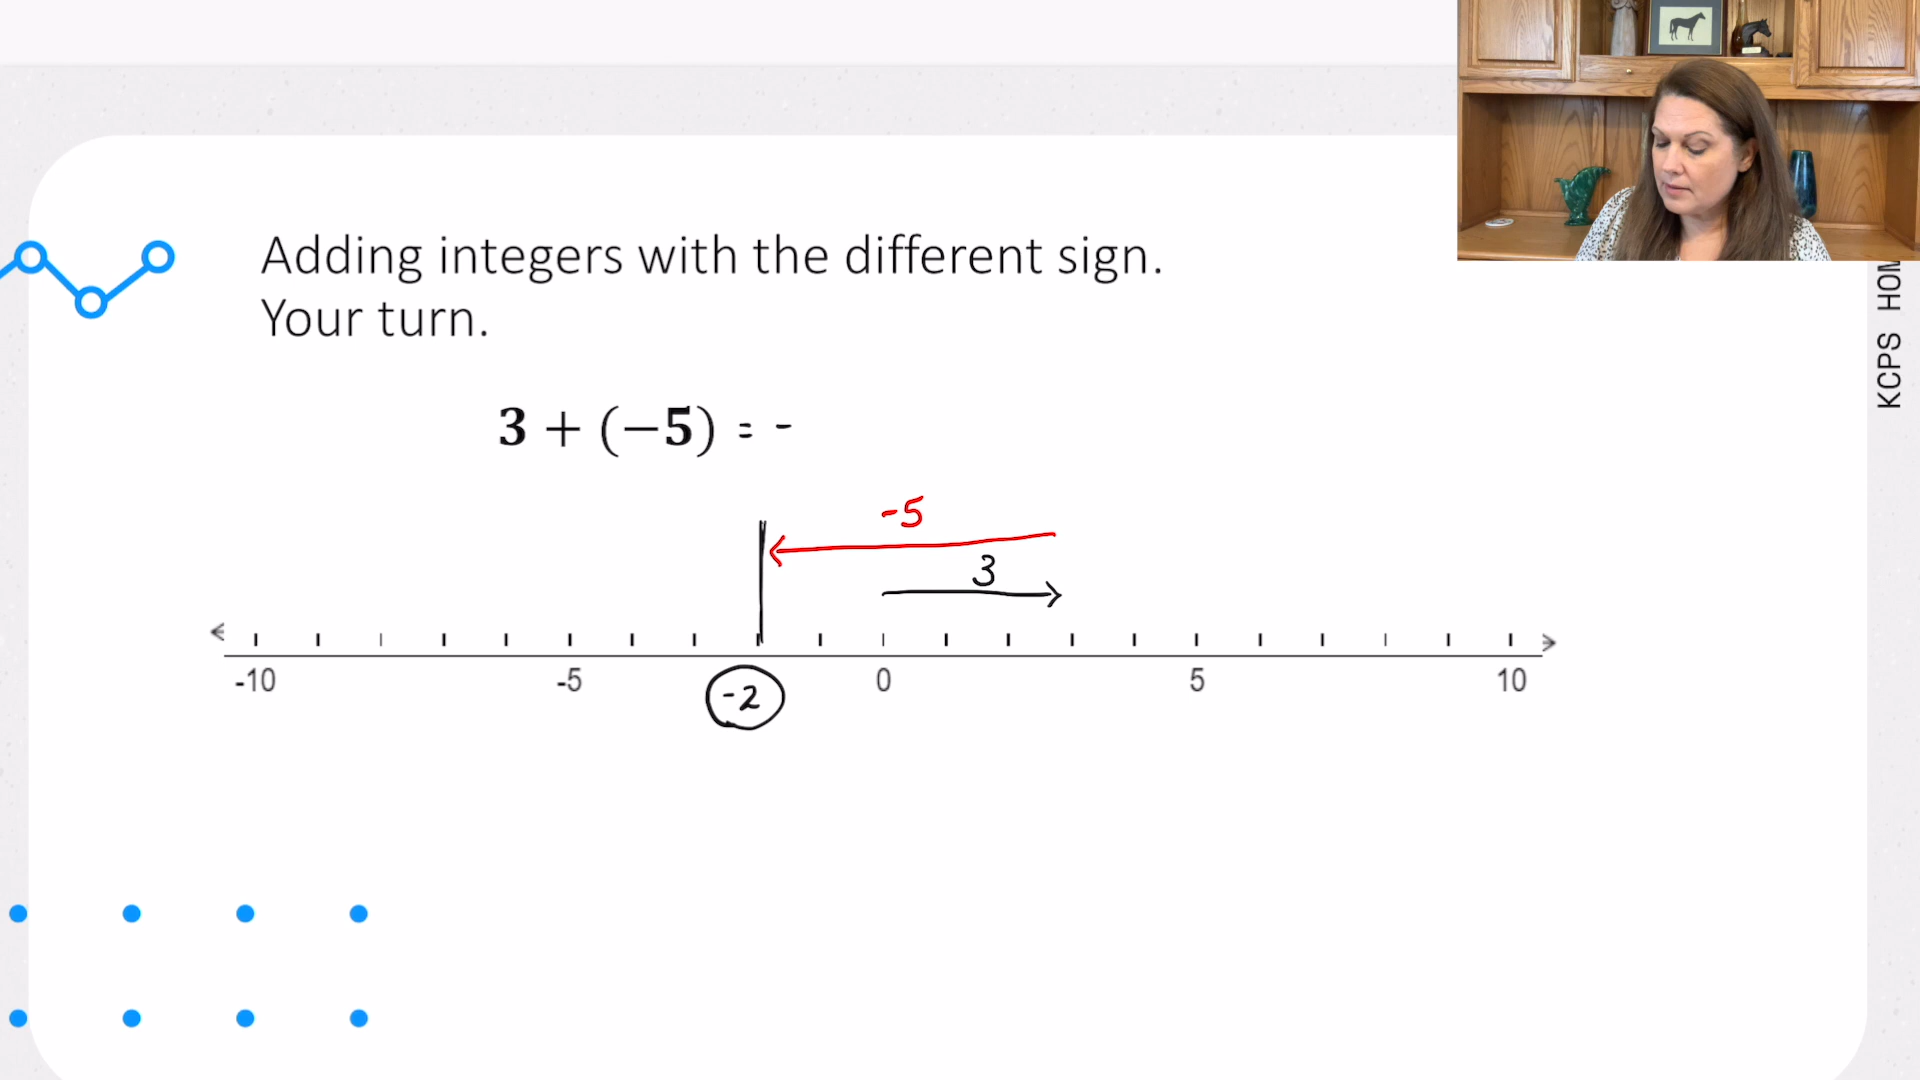 Adding integers with the different sign.
Your turn.
3 + (−5) = -
-5
3
-10 -5 -2 0 5 10
KCPS HOM